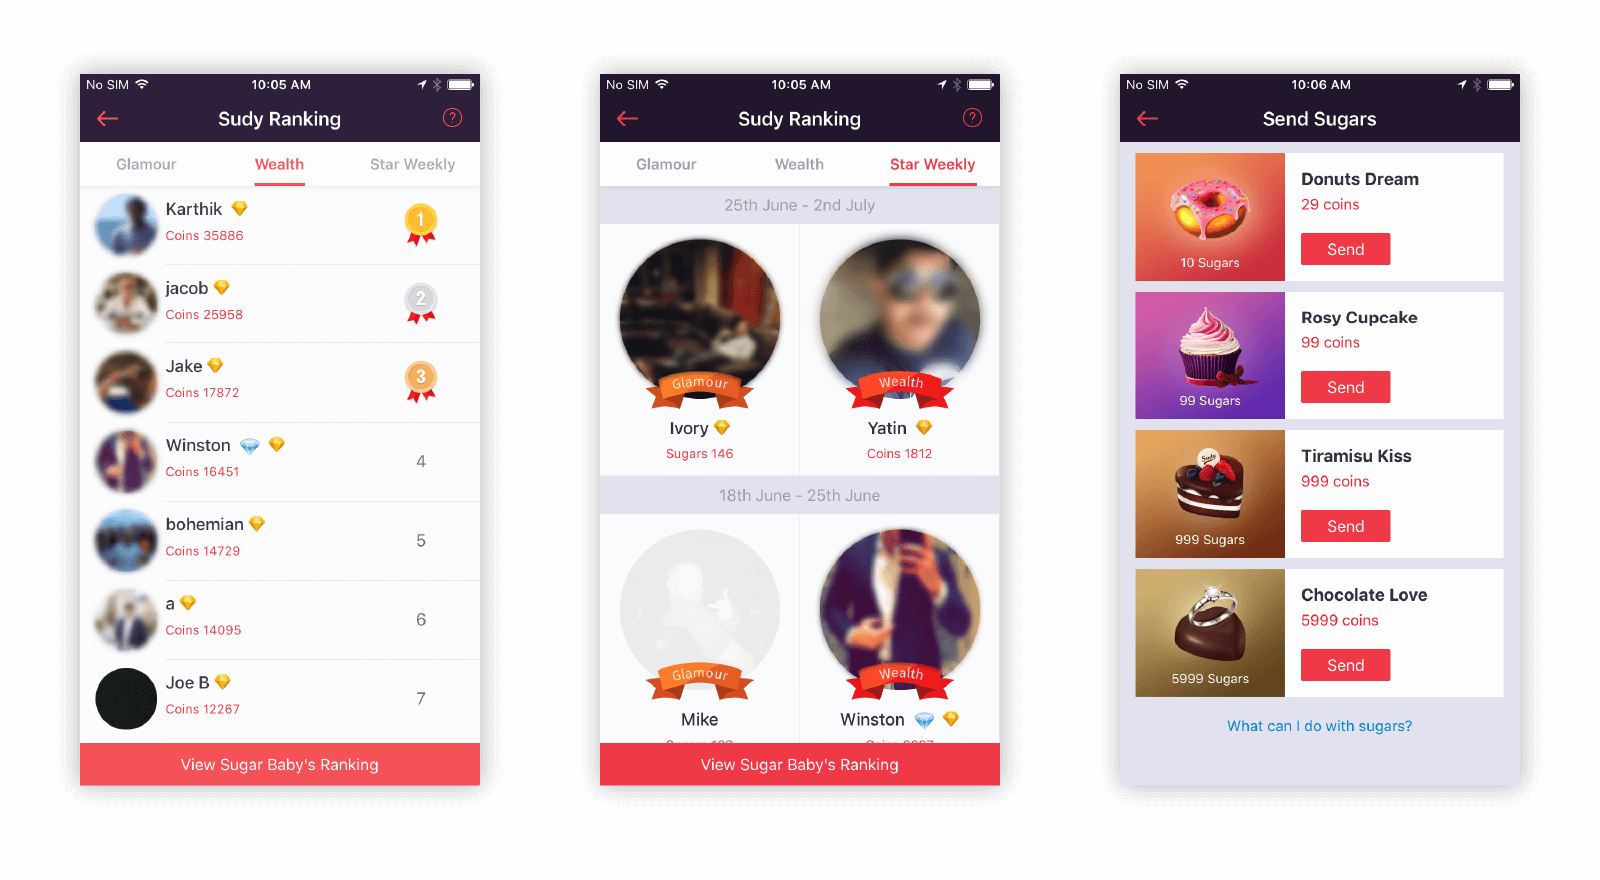 No SIM 10:05 AM
Sudy Ranking
?
Glamour Wealth Star Weekly
Karthik
Coins 35886
1
jacob
Coins 25958
2
Jake
Coins 17872
3
Winston
Coins 16451
4
bohemian
Coins 14729
5
a
Coins 14095
6
Joe B
Coins 12267
7
View Sugar Baby's Ranking
No SIM 10:05 AM
Sudy Ranking
?
Glamour Wealth Star Weekly
25th June - 2nd July
Glamour
Ivory
Sugars 146
Wealth
Yatin
Coins 1812
18th June - 25th June
Glamour
Mike
Wealth
Winston
View Sugar Baby's Ranking
No SIM 10:06 AM
Send Sugars
10 Sugars
Donuts Dream
29 coins
Send
99 Sugars
Rosy Cupcake
99 coins
Send
Sudy
999 Sugars
Tiramisu Kiss
999 coins
Send
5999 Sugars
Chocolate Love
5999 coins
Send
What can I do with sugars?